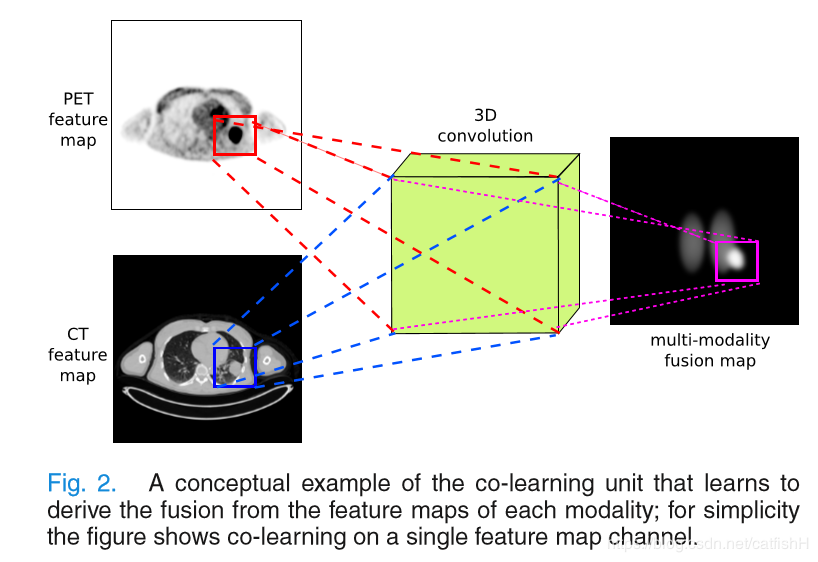 PET
feature
map
3D
convolution
CT
feature
map
multi-modality
fusion map
Fig. 2. A conceptual example of the co-learning unit that learns to
derive the fusion from the feature maps of each modality; for simplicity
the figure shows co-learning on a single feature map channel.
https://blog.csdn.net/catfishH